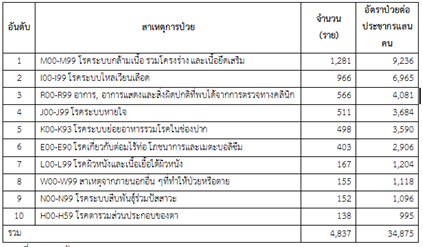 อันดับ สาเหตุการป่วย จำนวน (ราย) อัตราป่วยต่อ ประชากรแสน คน
1 M00-M99 โรคระบบกล้ามเนื้อ รวมโครงร่าง และเนื้อยึดเสริม 1,281 9,236
2 I00-I99 โรคระบบไหลเวียนเลือด 966 6,965
3 R00-R99 อาการ, อาการแสดงและสิ่งผิดปกติที่พบได้จากการตรวจทางคลินิก 566 4,081
4 J00-J99 โรคระบบหายใจ 511 3,684
5 K00-K93 โรคระบบย่อยอาหารรวมโรคในช่องปาก 498 3,590
6 E00-E90 โรคเกี่ยวกับต่อมไร้ท่อ โภชนาการและเมตะบอลิซึม 403 2,906
7 L00-L99 โรคผิวหนังและเนื้อเยื่อใต้ผิวหนัง 167 1,204
8 W00-W99 สาเหตุจากภายนอกอื่น ๆที่ทำให้ป่วยหรือตาย 155 1,118
9 N00-N99 โรคระบบสืบพันธุ์ร่วมปัสสาวะ 152 1,096
10 H00-H59 โรคตารวมส่วนประกอบของตา 138 995
รวม 4,837 34,875